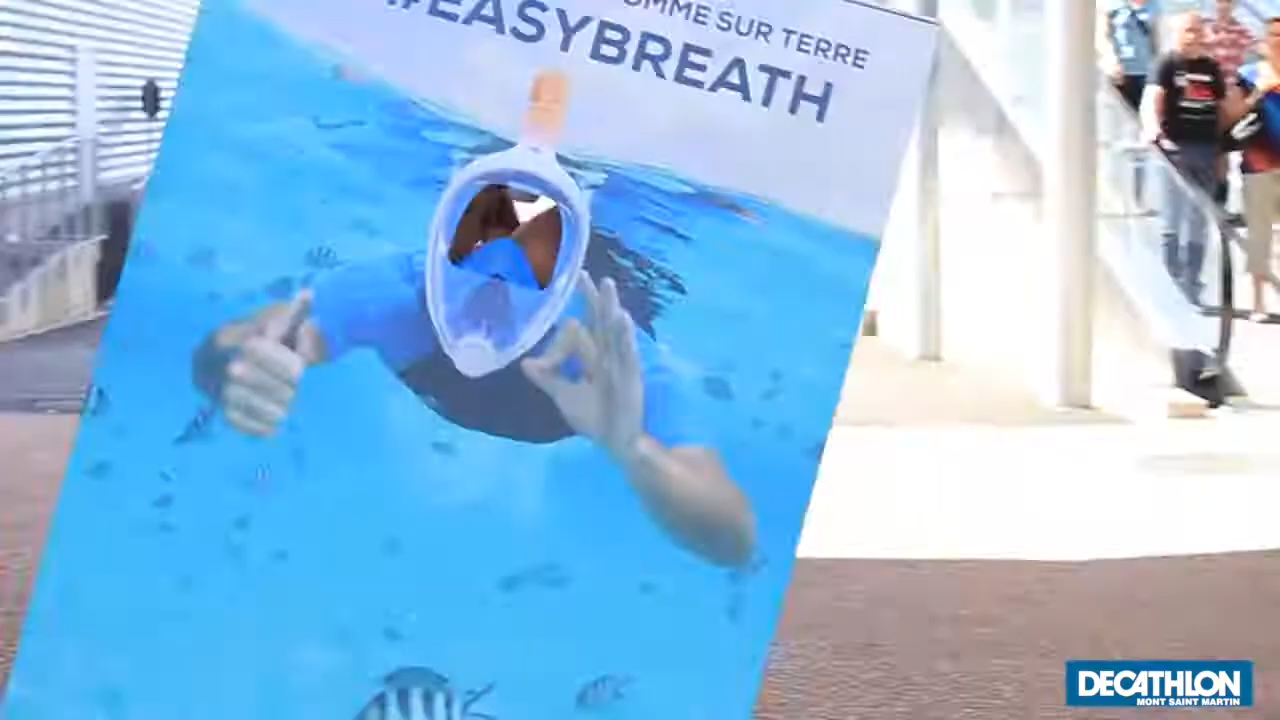 OMME SUR TERRE
#EASYBREATH
DECATHLON
MONT SAINT MARTIN